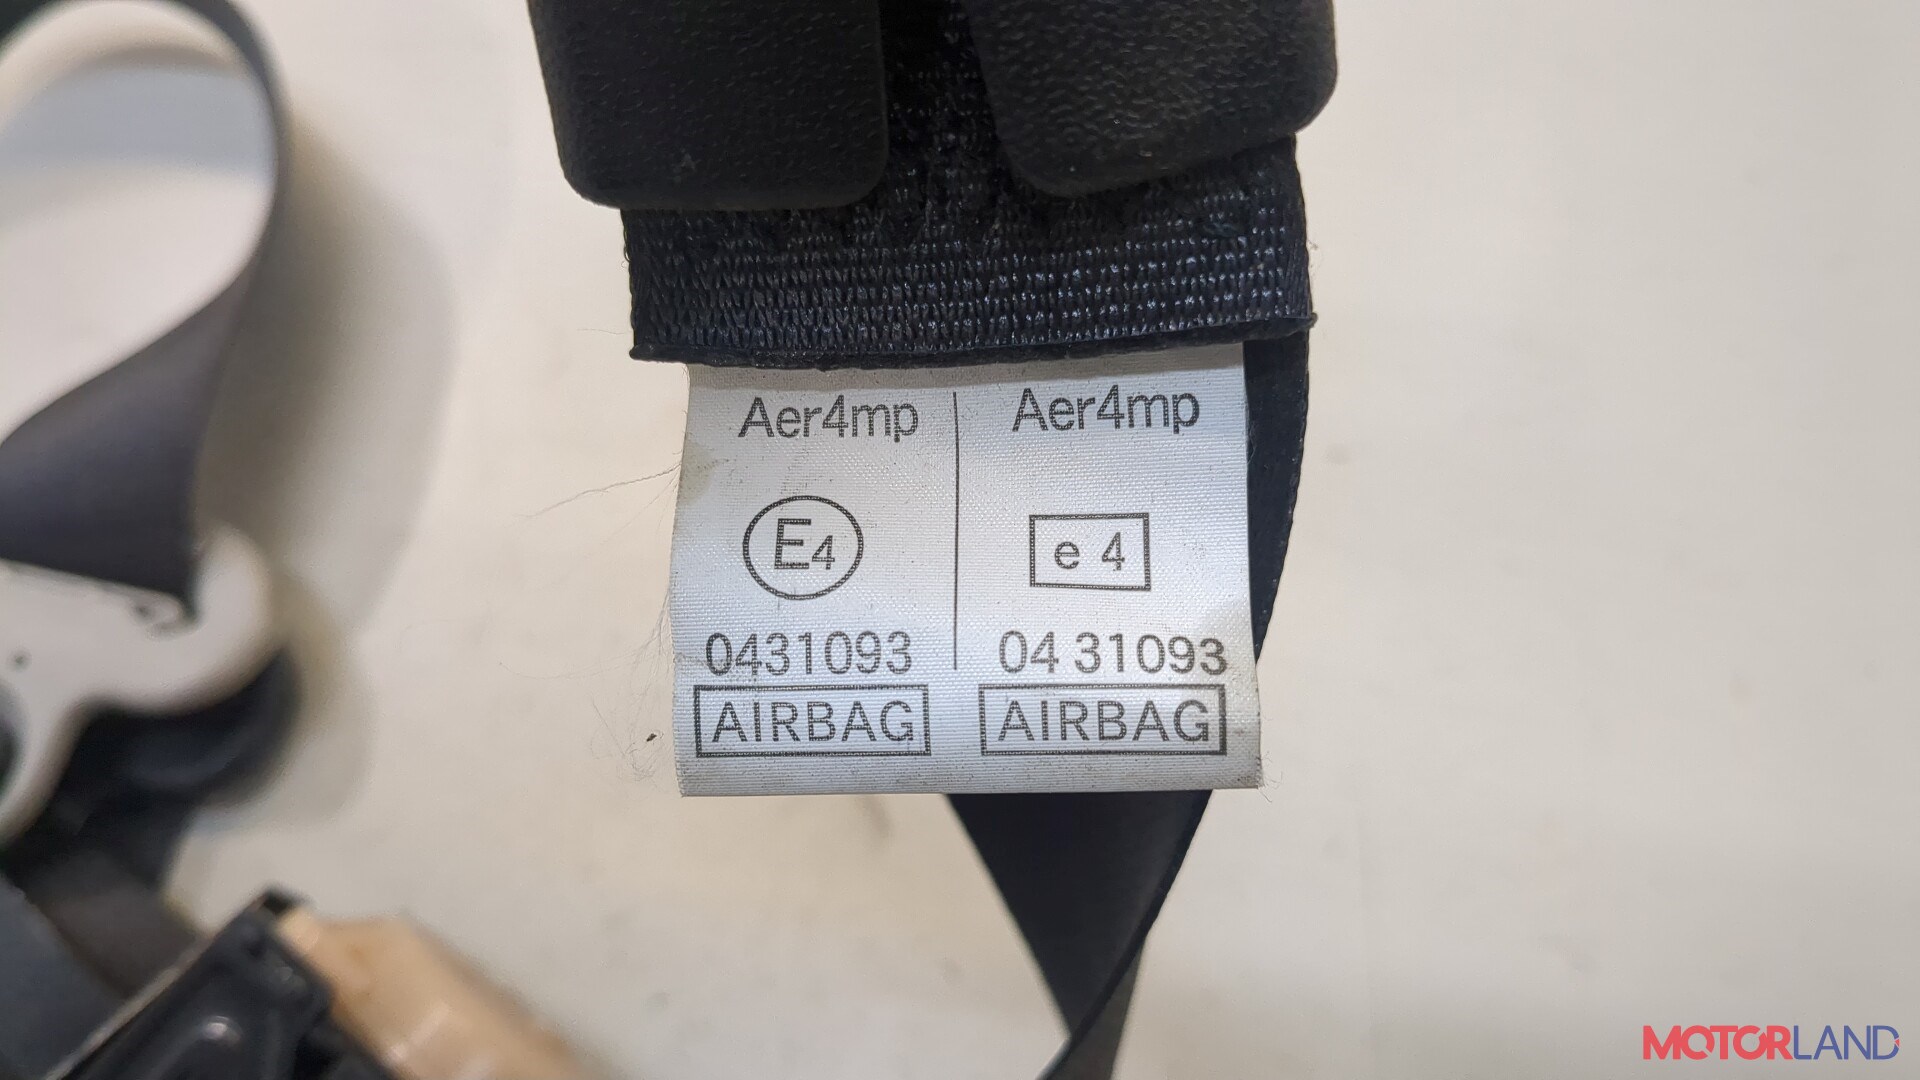 Aer4mp Aer4mp
E4 e 4
0431093 04 31093
AIRBAG AIRBAG
MOTORLAND